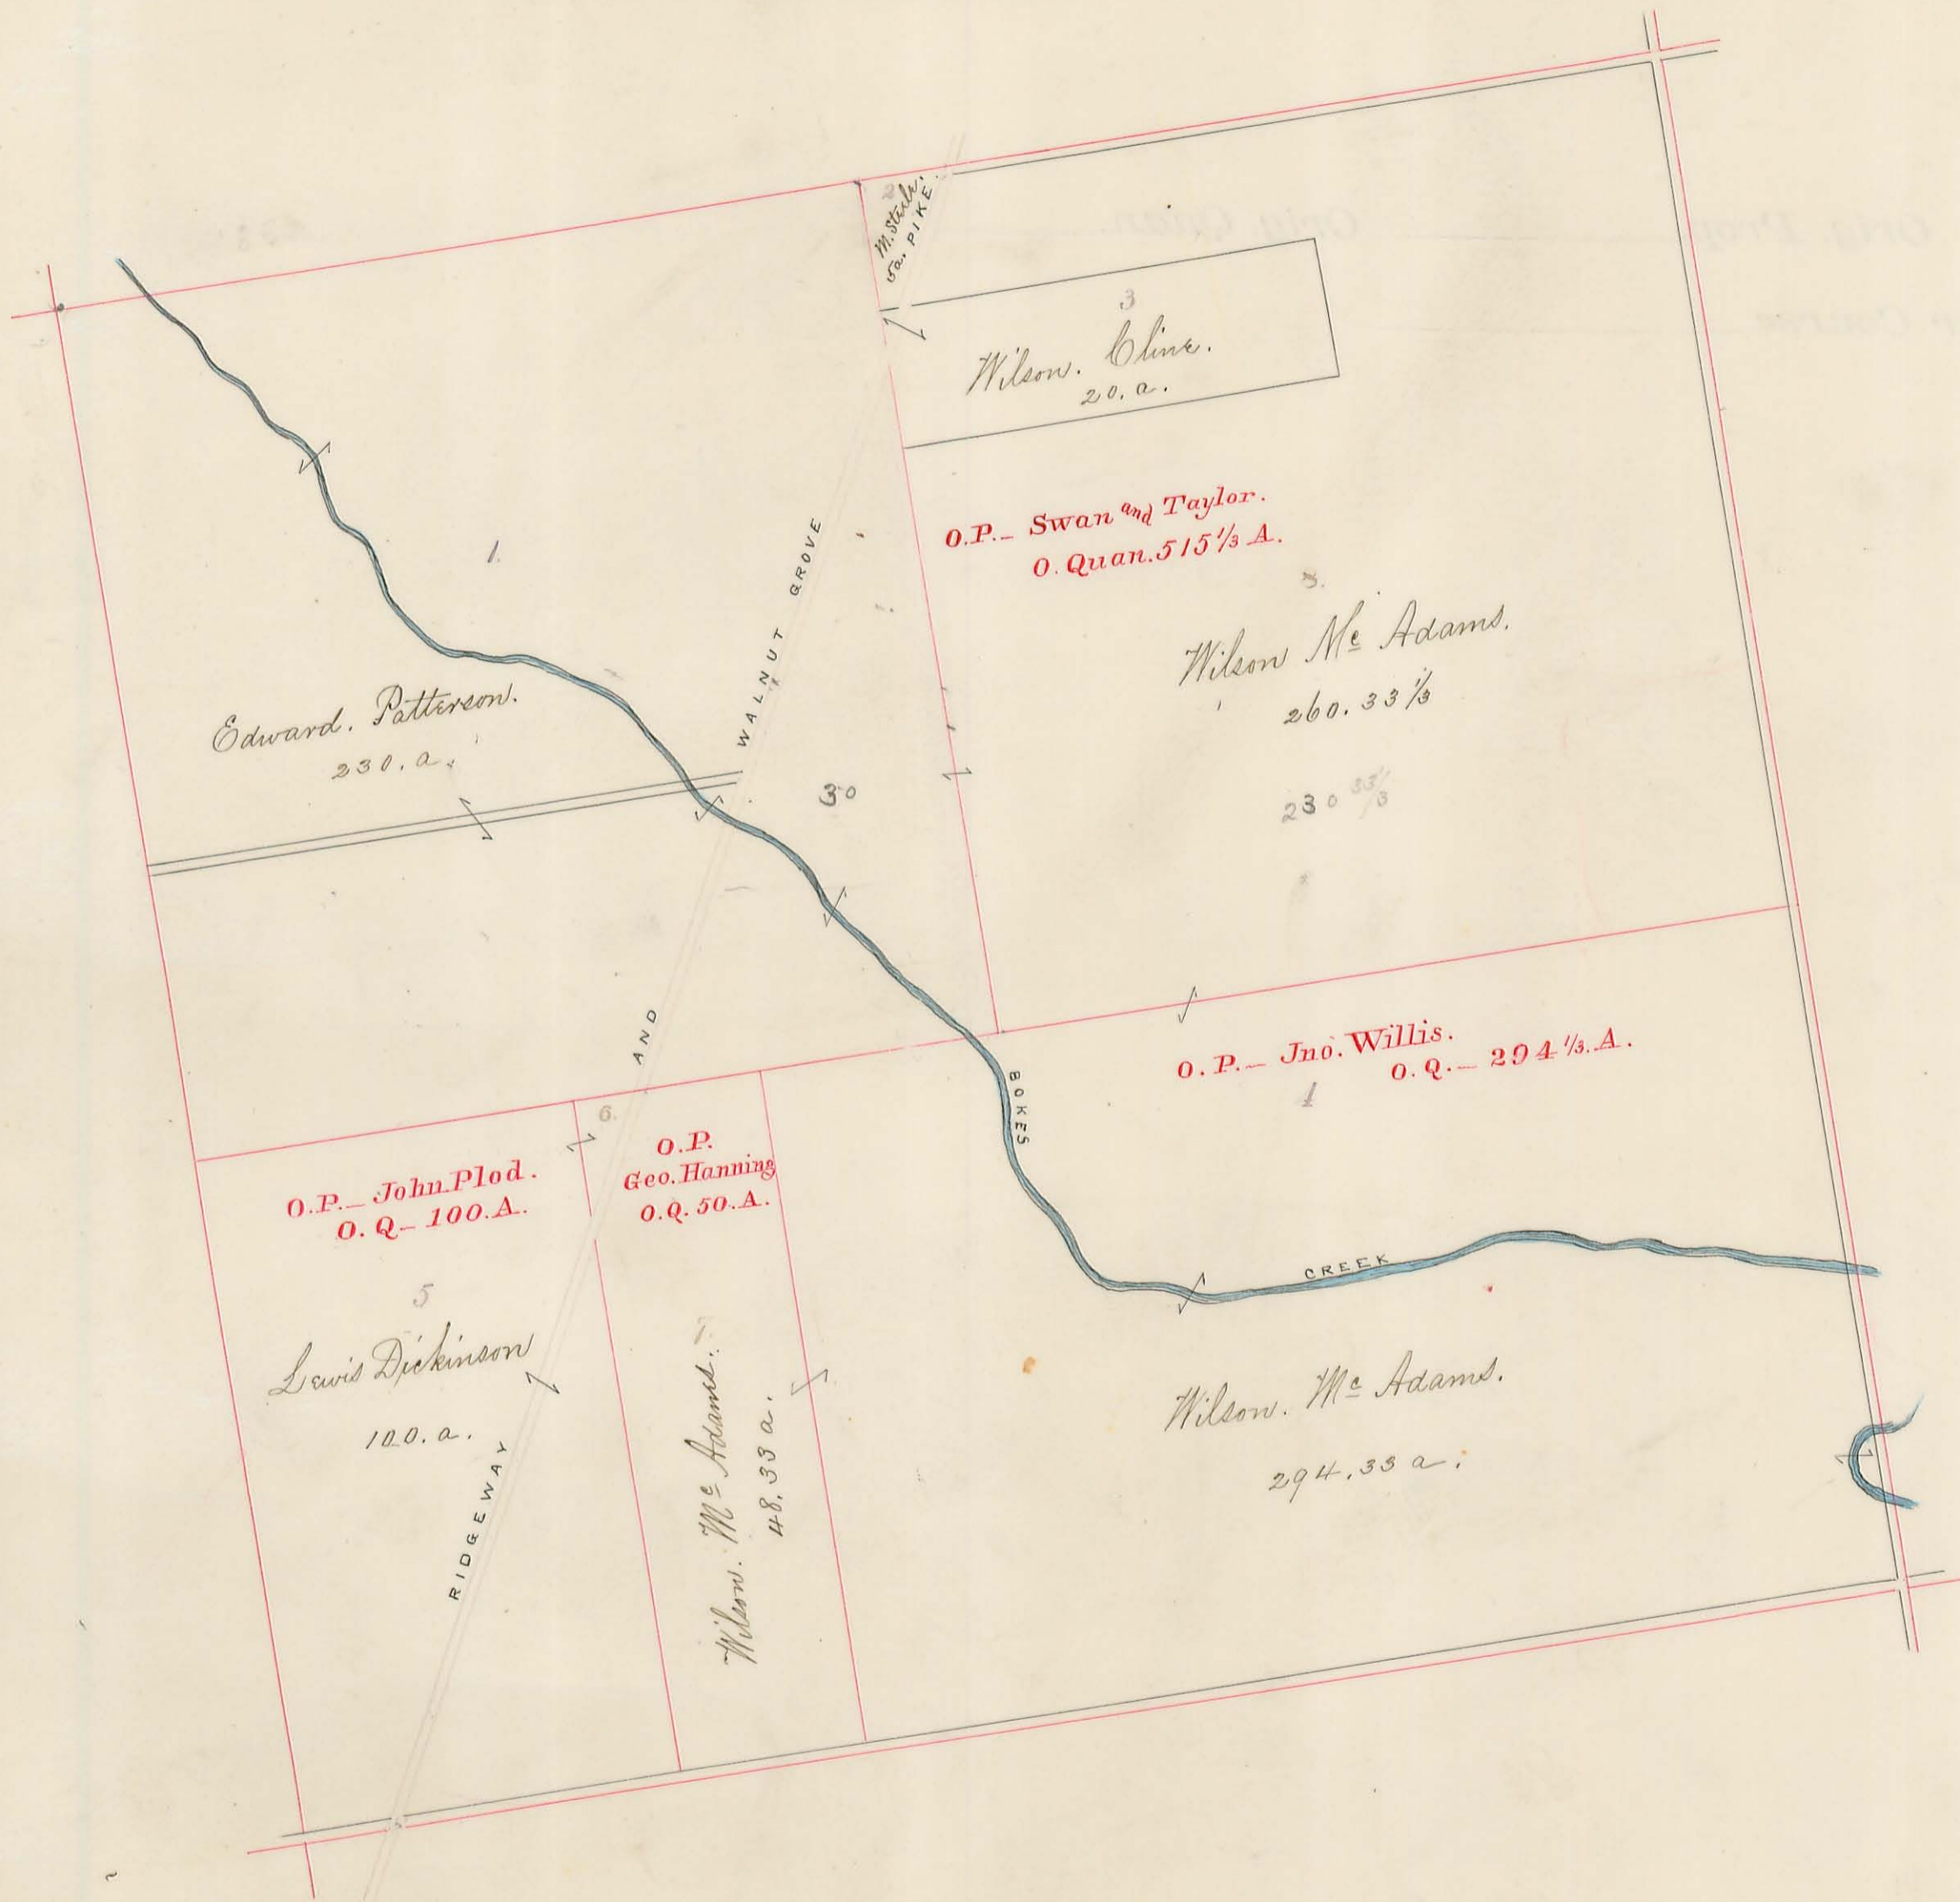 2
M. Steele.
5a. PIKE.
3
Wilson. Cline.
20. a.
O.P.- Swan and Taylor.
O. Quan. 515 1/3 A.
1.
3.
Wilson Mc Adams.
260.33 1/3
230 33 1/3
WALNUT GROVE
Edward. Patterson.
230. a.
30
AND
O.P.- Jno. Willis.
O.Q.- 294 1/3. A.
4
BOKES
CREEK
6.
O.P.- John Plod.
O.Q- 100. A.
O.P.
Geo. Hanning
O.Q. 50. A.
5
Lewis Dickinson
100. a.
RIDGEWAY
7.
Wilson. Mc Adams.
48.33 a.
Wilson. Mc Adams.
294.33 a.